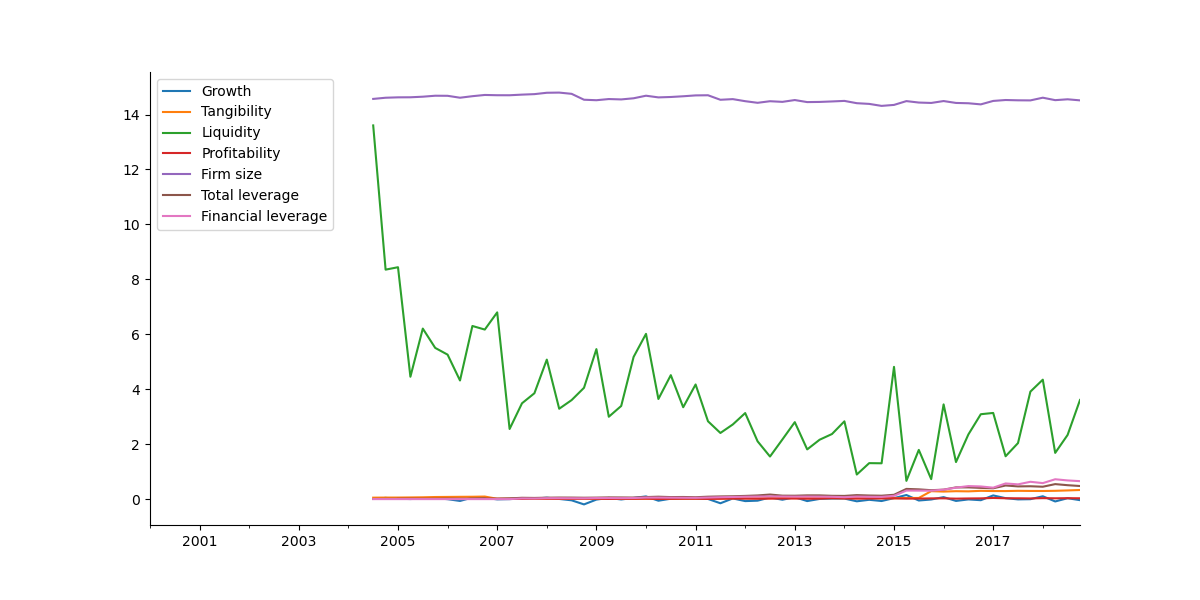 Growth
Tangibility
Liquidity
Profitability
Firm size
Total leverage
Financial leverage
14
12
10
8
6
4
2
0
2001 2003 2005 2007 2009 2011 2013 2015 2017